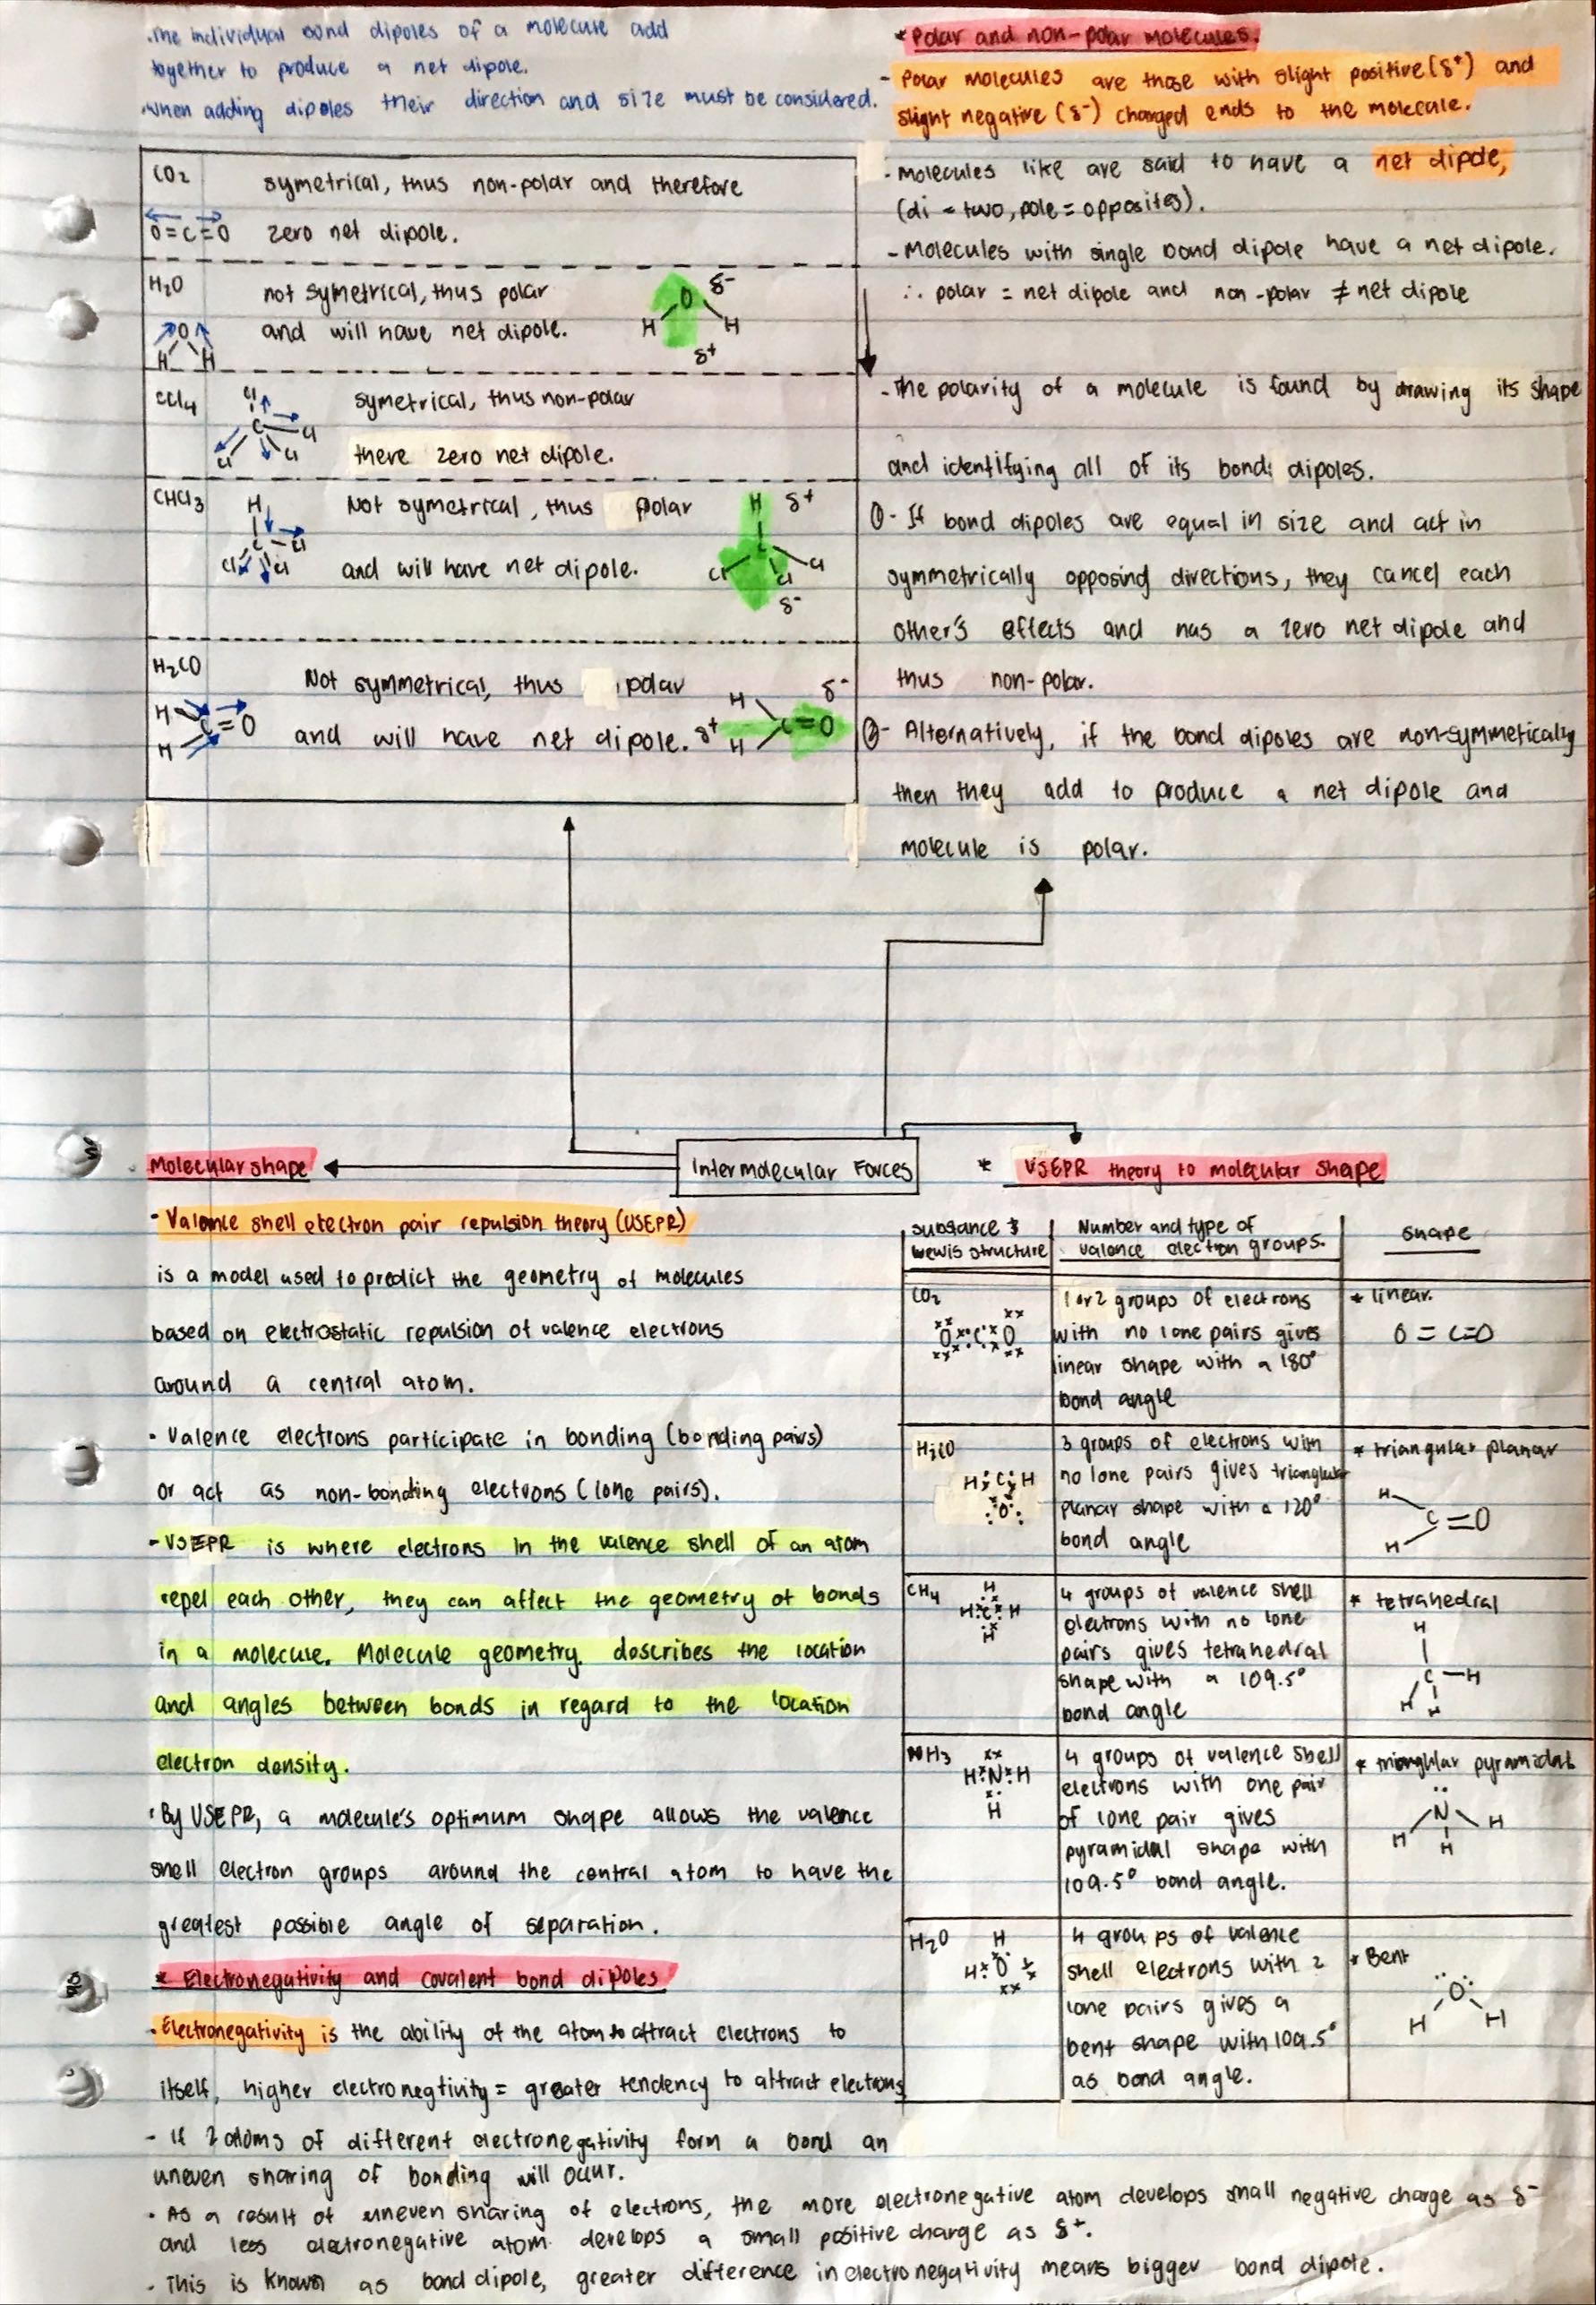 .The individual bond dipoles of a molecule add
together to produce a net dipole.
.When adding dipoles their direction and size must be considered.
CO2
symetrical, thus non-polar and therefore
O=C=O zero net dipole.
H2O
not symetrical, thus polar
and will have net dipole.
O
H H
O δ-
H H
δ+
CCl4
symetrical, thus non-polar
there zero net dipole.
Cl
C Cl
Cl Cl
CHCl3
Not symetrical, thus polar
and will have net dipole.
H
C Cl
Cl Cl
H δ+
C
Cl Cl Cl
δ-
H2CO
Not symmetrical, thus polar
and will have net dipole.
H
C=O
H
H δ-
δ+ C=O
H
* Polar and non-polar molecules.
- Polar molecules are those with slight positive (δ+) and
slight negative (δ-) charged ends to the molecule.
- Molecules like are said to have a net dipole,
(di = two, pole = opposites).
- Molecules with single bond dipole have a net dipole.
∴ polar = net dipole and non-polar ≠ net dipole
- The polarity of a molecule is found by drawing its shape
and identifying all of its bond dipoles.
①- If bond dipoles are equal in size and act in
symmetrically opposing directions, they cancel each
other's effects and has a zero net dipole and
thus non-polar.
②- Alternatively, if the bond dipoles are non-symmetically
then they add to produce a net dipole and
molecule is polar.
Intermolecular Forces
Molecular shape
- Valance shell electron pair repulsion theory (VSEPR)
is a model used to predict the geometry of molecules
based on electrostatic repulsion of valence electrons
around a central atom.
. Valence electrons participate in bonding (bonding pairs)
or act as non-bonding electrons (lone pairs).
- VSEPR is where electrons in the valence shell of an atom
repel each other, they can affect the geometry of bonds
in a molecule. Molecule geometry. describes the location
and angles between bonds in regard to the location
electron density.
. By VSEPR, a molecule's optimum shape allows the valence
shell electron groups around the central atom to have the
greatest possible angle of separation.
* Electronegativity and covalent bond dipoles
. Electronegativity is the ability of the atom to attract electrons to
itself, higher electronegtivity = greater tendency to attract electrons
- If 2 atoms of different electronegativity form a bond an
uneven sharing of bonding will occur.
. As a result of uneven sharing of electrons, the more electronegative atom develops small negative charge as δ-
and less electronegative atom develops a small positive charge as δ+.
. This is known as bond dipole, greater difference in electronegativity means bigger bond dipole.
* VSEPR theory to molecular shape
Substance &
Lewis structure
Number and type of
valence election groups.
Shape
CO2
O C O
1 or 2 groups of electrons
with no lone pairs gives
linear shape with a 180°
bond angle
* linear.
O=C=O
H2CO
H C H
O
3 groups of electrons with
no lone pairs gives triangular
planar shape with a 120°
bond angle
* triangular planar
H
C=O
H
CH4
H
H C H
H
4 groups of valence shell
electrons with no lone
pairs gives tetrahedral
shape with a 109.5°
bond angle
* tetrahedral
H
C-H
H H
NH3
H N H
H
4 groups of valence shell
electrons with one pair
of lone pair gives
pyramidal shape with
109.5° bond angle.
* pyramidal
N
H H H
H2O
H
H O
4 groups of valence
shell electrons with 2
lone pairs gives a
bent shape with 109.5°
as bond angle.
* Bent
O
H H